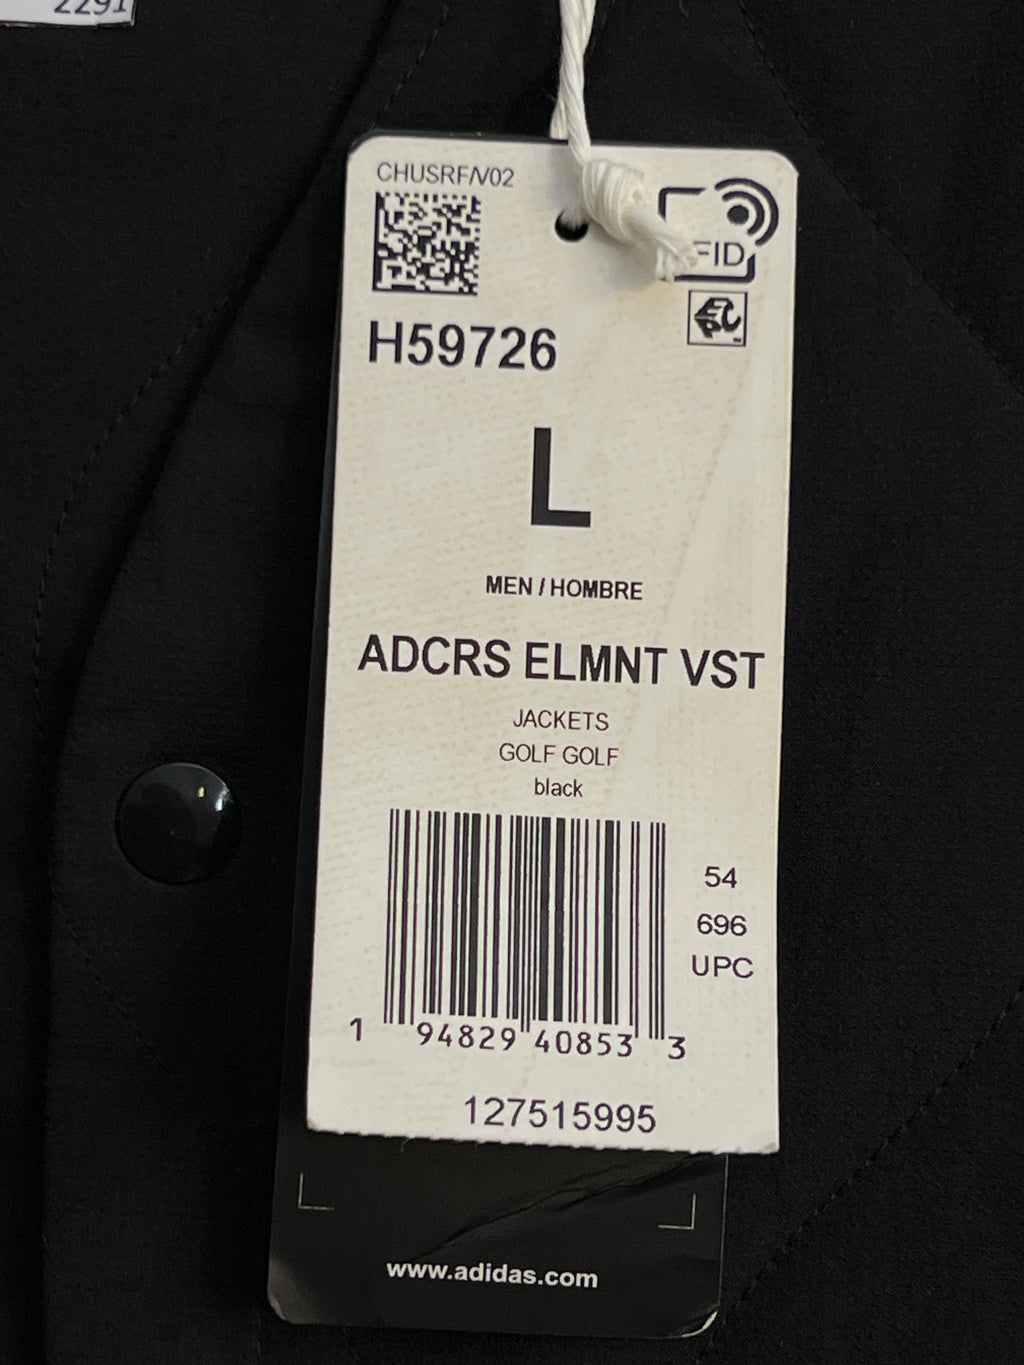 2291
CHUSRF/V02
FID
EPC
H59726
L
MEN / HOMBRE
ADCRS ELMNT VST
JACKETS
GOLF GOLF
black
54
696
UPC
1 94829 40853 3
127515995
www.adidas.com